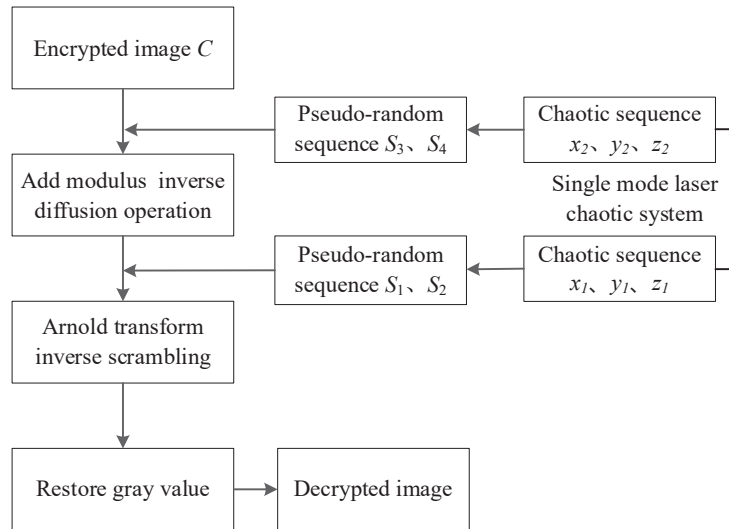 Encrypted image C
Pseudo-random
sequence S₃、S₄
Chaotic sequence
x₂、y₂、z₂
Add modulus inverse
diffusion operation
Single mode laser
chaotic system
Pseudo-random
sequence S₁、S₂
Chaotic sequence
x₁、y₁、z₁
Arnold transform
inverse scrambling
Restore gray value
Decrypted image